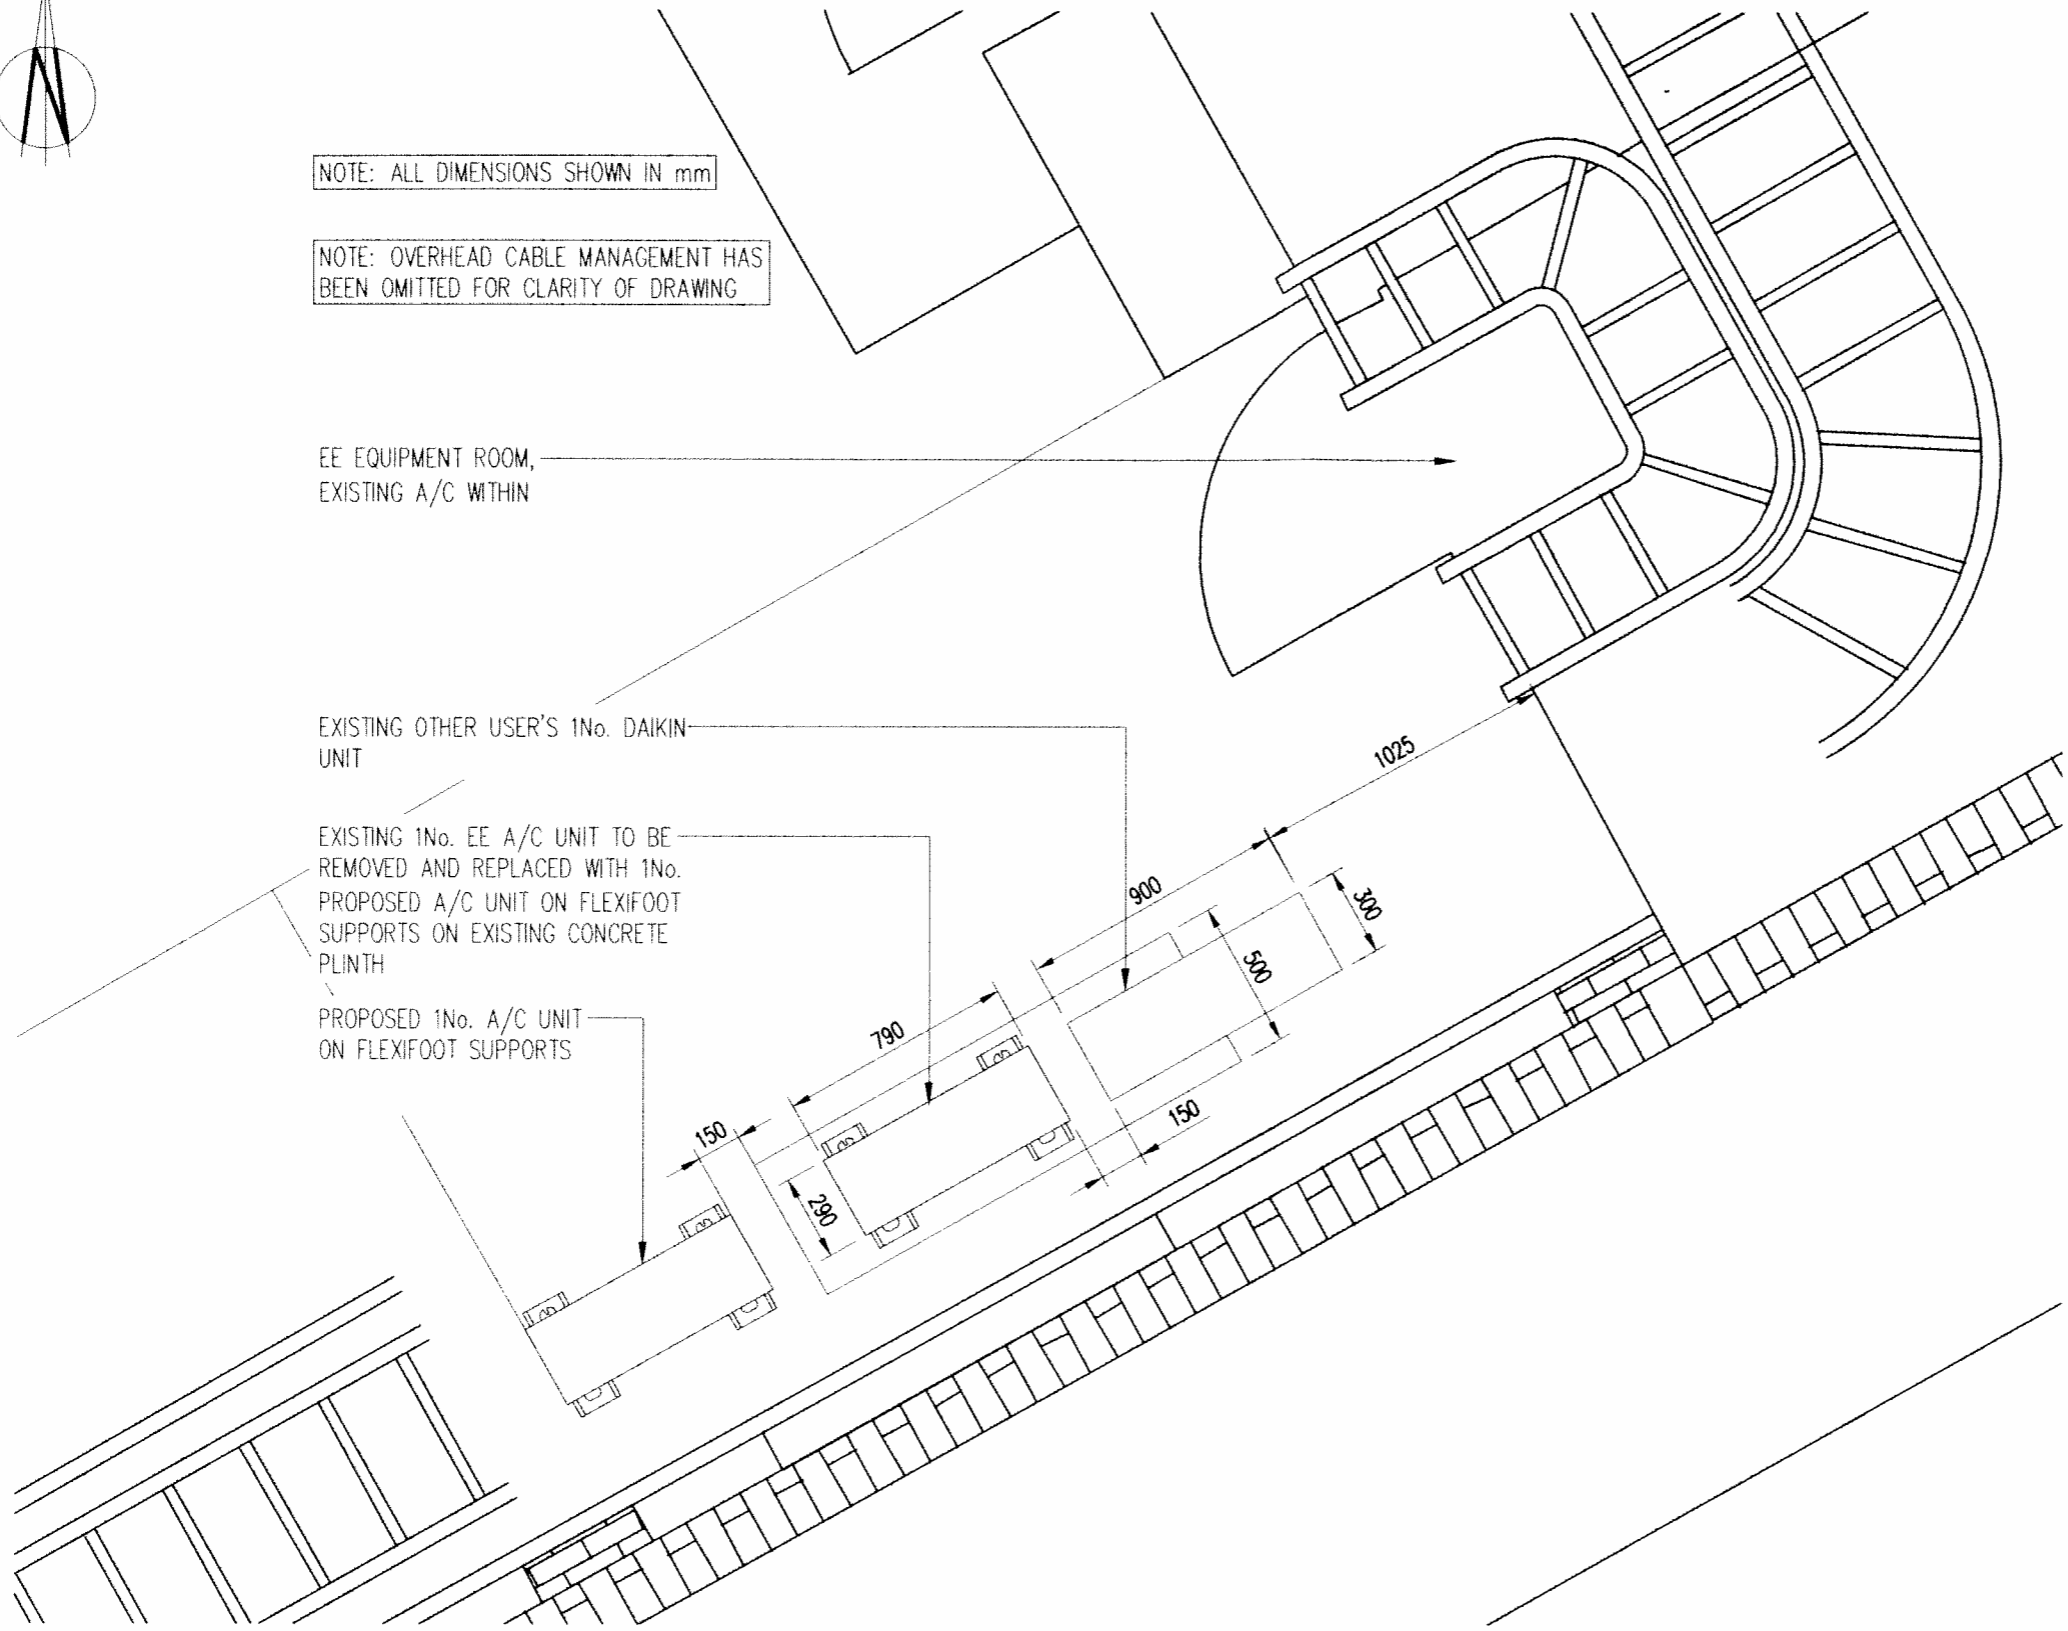 N
NOTE: ALL DIMENSIONS SHOWN IN mm
NOTE: OVERHEAD CABLE MANAGEMENT HAS
BEEN OMITTED FOR CLARITY OF DRAWING
EE EQUIPMENT ROOM,
EXISTING A/C WITHIN
EXISTING OTHER USER'S 1No. DAIKIN
UNIT
EXISTING 1No. EE A/C UNIT TO BE
REMOVED AND REPLACED WITH 1No.
PROPOSED A/C UNIT ON FLEXIFOOT
SUPPORTS ON EXISTING CONCRETE
PLINTH
PROPOSED 1No. A/C UNIT
ON FLEXIFOOT SUPPORTS
1025
900
300
500
790
150
150
290